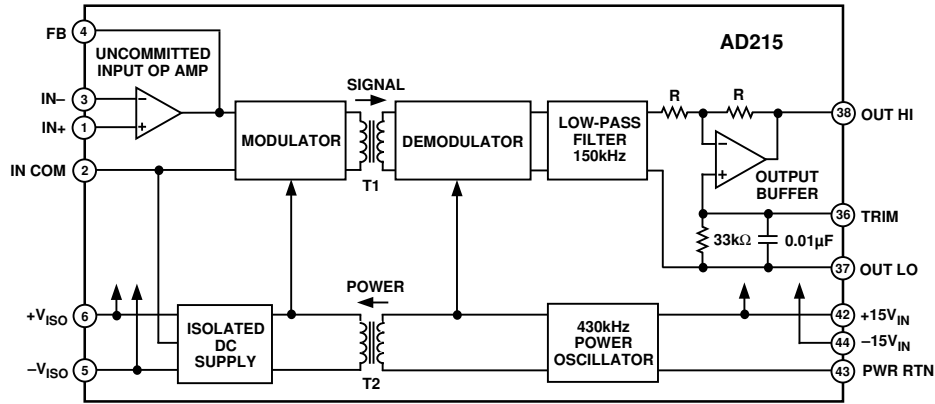 AD215
FB
4
UNCOMMITTED
INPUT OP AMP
IN–
3
–
IN+
1
+
IN COM
2
MODULATOR
SIGNAL
T1
DEMODULATOR
LOW-PASS
FILTER
150kHz
R
R
–
+
OUTPUT
BUFFER
38
OUT HI
36
TRIM
33kΩ
0.01µF
37
OUT LO
POWER
T2
+VISO
6
–VISO
5
ISOLATED
DC
SUPPLY
430kHz
POWER
OSCILLATOR
42
+15VIN
44
–15VIN
43
PWR RTN